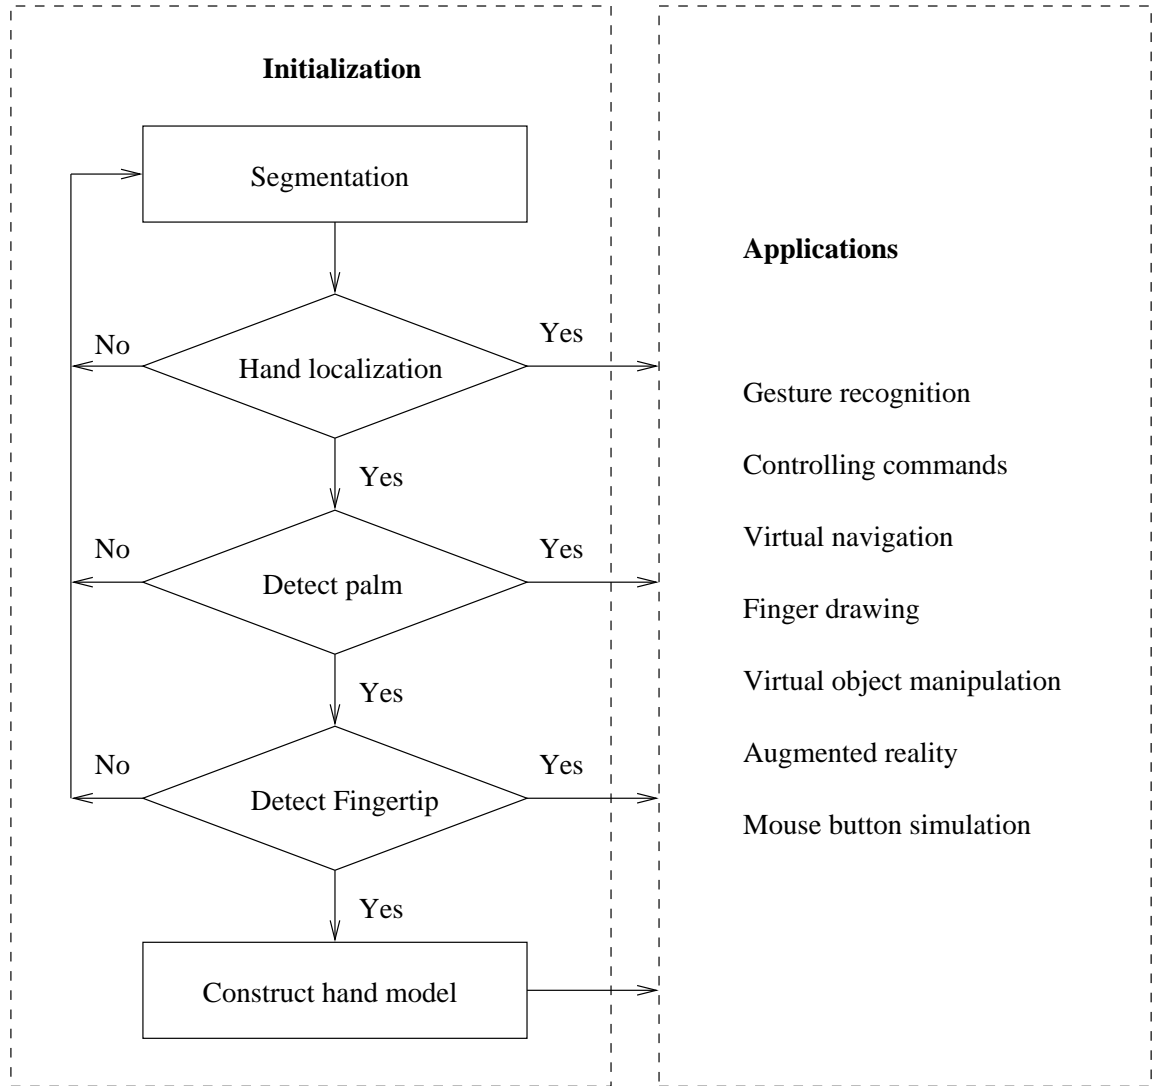 Initialization
Segmentation
No
Yes
Hand localization
Yes
No
Yes
Detect palm
Yes
No
Yes
Detect Fingertip
Yes
Construct hand model
Applications
Gesture recognition
Controlling commands
Virtual navigation
Finger drawing
Virtual object manipulation
Augmented reality
Mouse button simulation